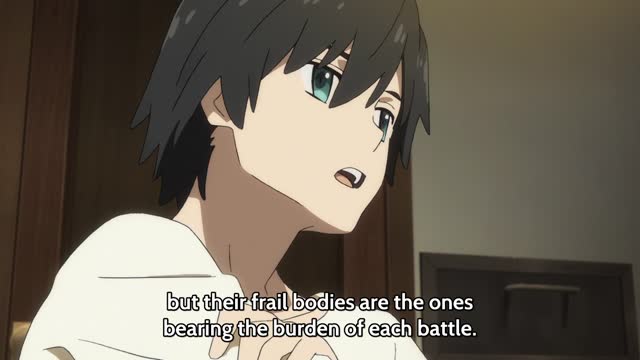 but their frail bodies are the ones
bearing the burden of each battle.